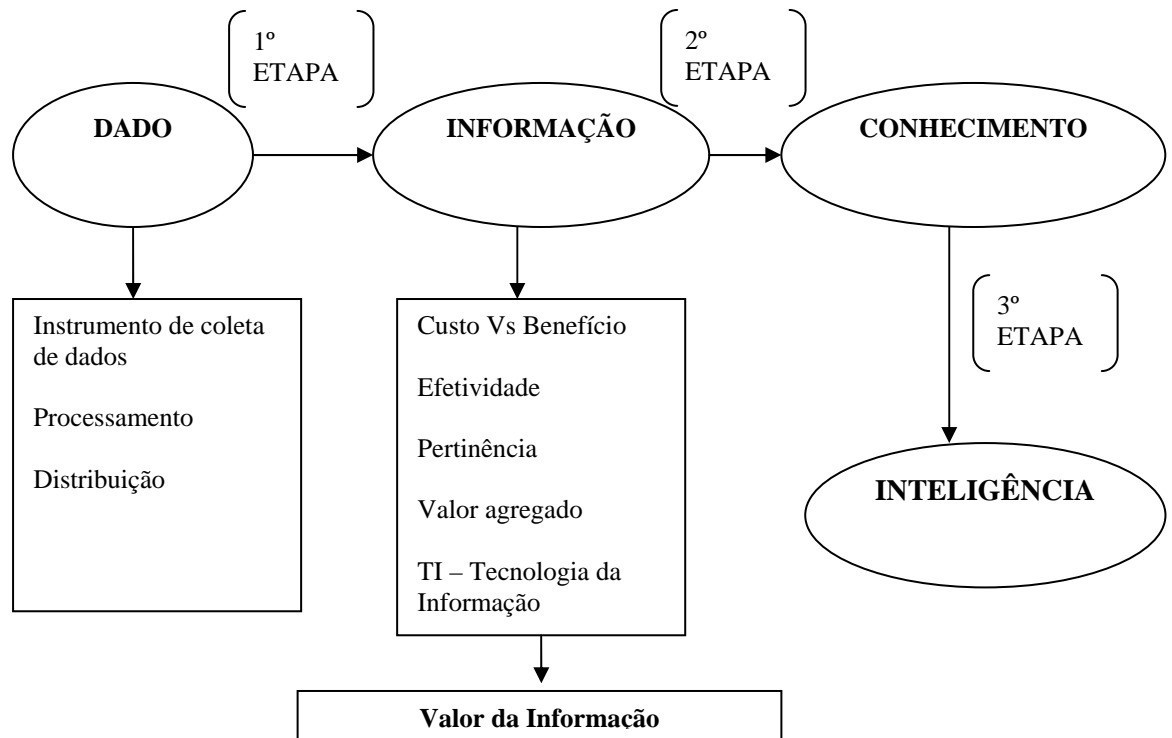 1º
ETAPA
2º
ETAPA
DADO
INFORMAÇÃO
CONHECIMENTO
Instrumento de coleta
de dados
Processamento
Distribuição
Custo Vs Benefício
Efetividade
Pertinência
Valor agregado
TI – Tecnologia da
Informação
3º
ETAPA
INTELIGÊNCIA
Valor da Informação